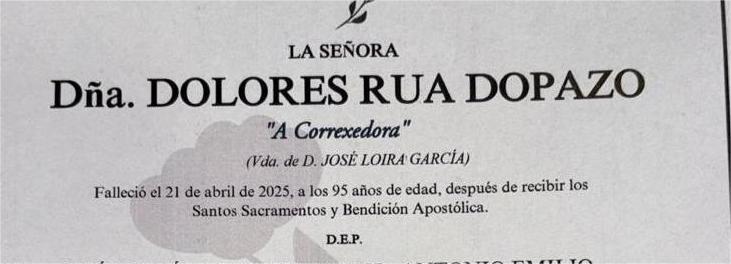 LA SEÑORA
Dña. DOLORES RUA DOPAZO
"A Correxedora"
(Vda. de D. JOSÉ LOIRA GARCÍA)
Falleció el 21 de abril de 2025, a los 95 años de edad, después de recibir los
Santos Sacramentos y Bendición Apostólica.
D.E.P.